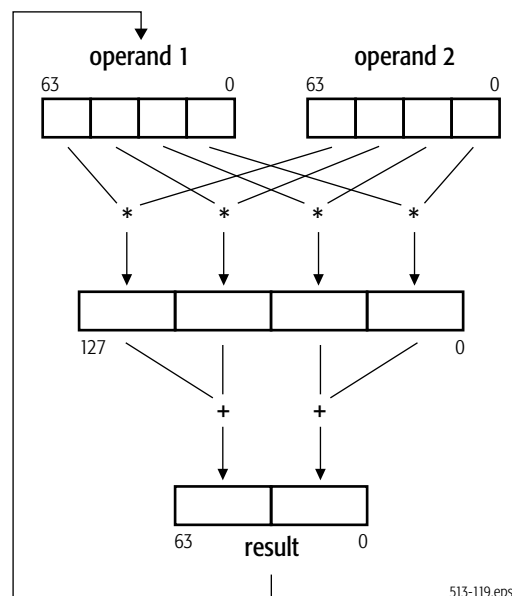 operand 1 operand 2
63 0 63 0
* * * *
127 0
+ +
63 result 0
513-119.eps